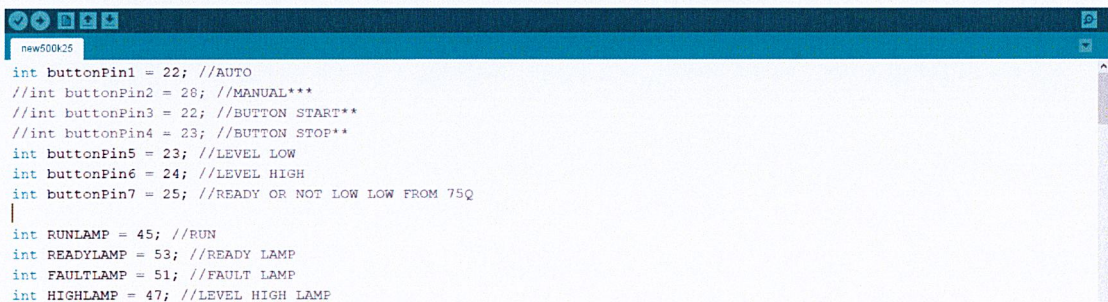 new500k25
int buttonPin1 = 22; //AUTO
//int buttonPin2 = 28; //MANUAL***
//int buttonPin3 = 22; //BUTTON START**
//int buttonPin4 = 23; //BUTTON STOP**
int buttonPin5 = 23; //LEVEL LOW
int buttonPin6 = 24; //LEVEL HIGH
int buttonPin7 = 25; //READY OR NOT LOW LOW FROM 75Q
int RUNLAMP = 45; //RUN
int READYLAMP = 53; //READY LAMP
int FAULTLAMP = 51; //FAULT LAMP
int HIGHLAMP = 47; //LEVEL HIGH LAMP